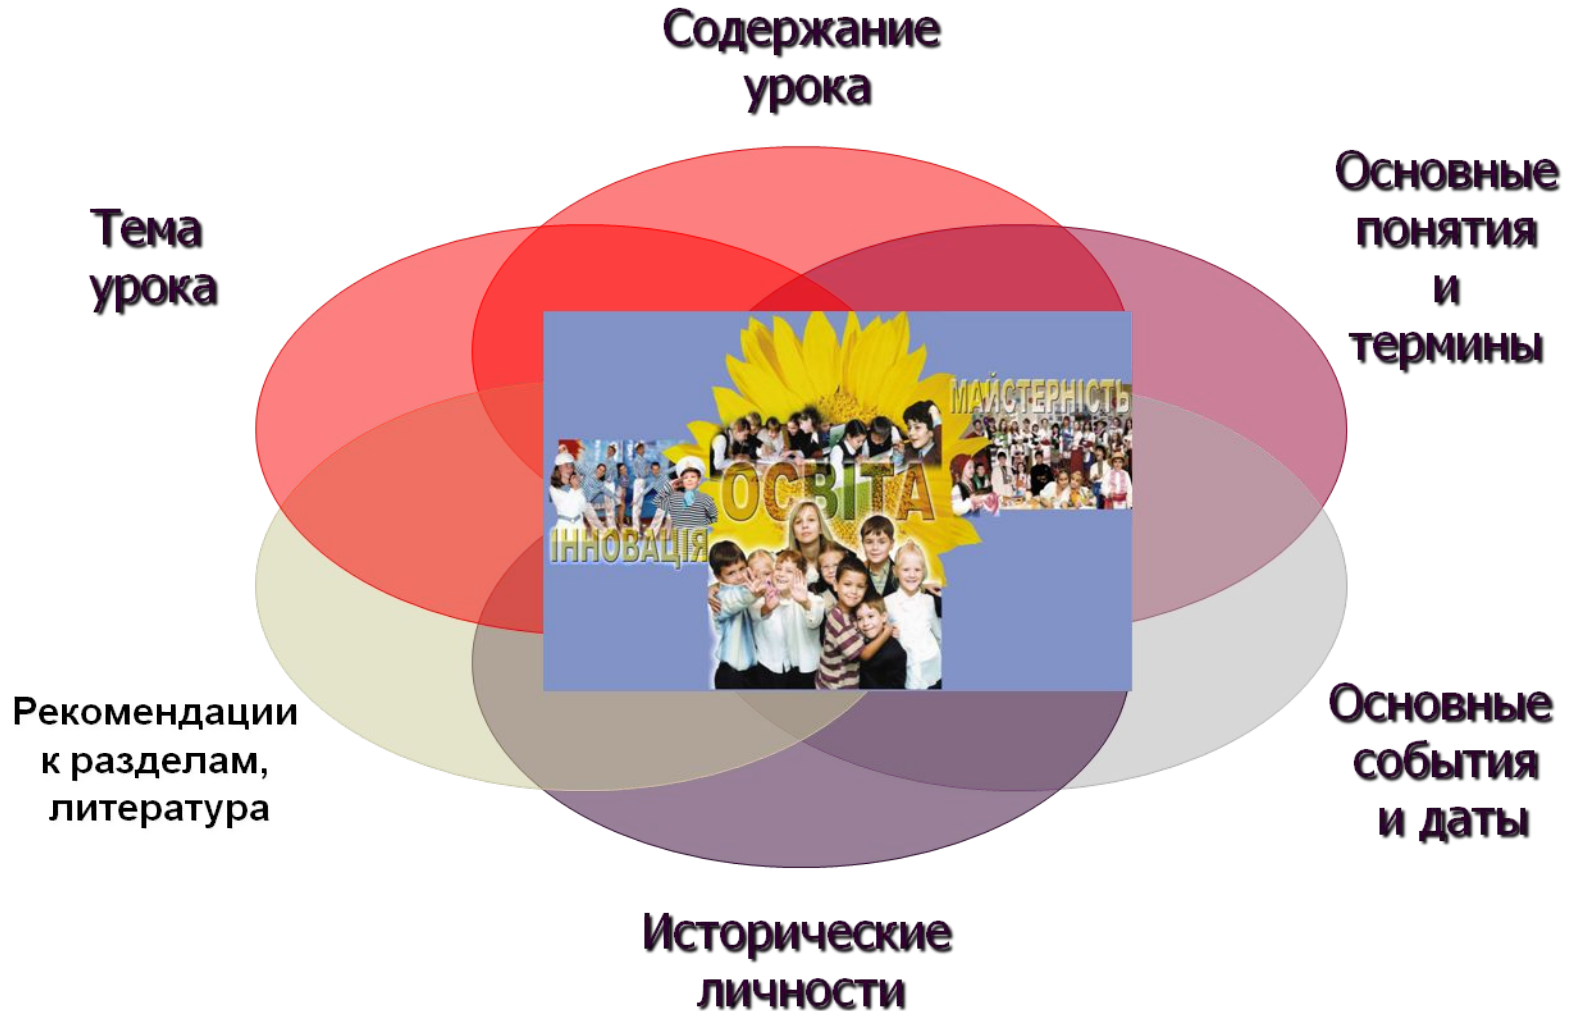 Содержание
урока
Тема
урока
Основные
понятия
и
термины
МАЙСТЕРНІСТЬ
ОСВІТА
ІННОВАЦІЯ
Рекомендации
к разделам,
литература
Основные
события
и даты
Исторические
личности